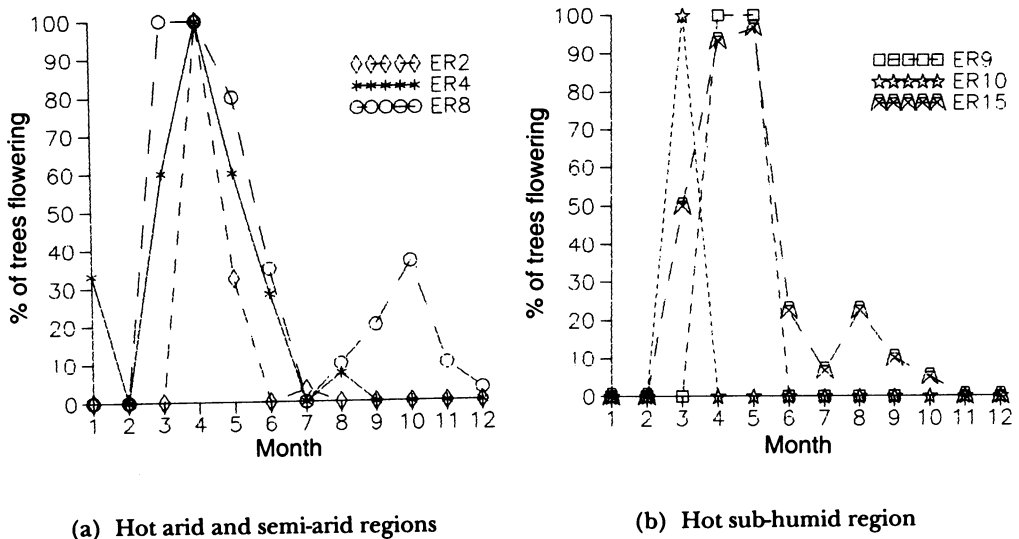 100
90
80
70
60
50
40
30
20
10
0
% of trees flowering
ER2
ER4
ER8
1 2 3 4 5 6 7 8 9 10 11 12
Month
(a) Hot arid and semi-arid regions
100
90
80
70
60
50
40
30
20
10
0
% of trees flowering
ER9
ER10
ER15
1 2 3 4 5 6 7 8 9 10 11 12
Month
(b) Hot sub-humid region